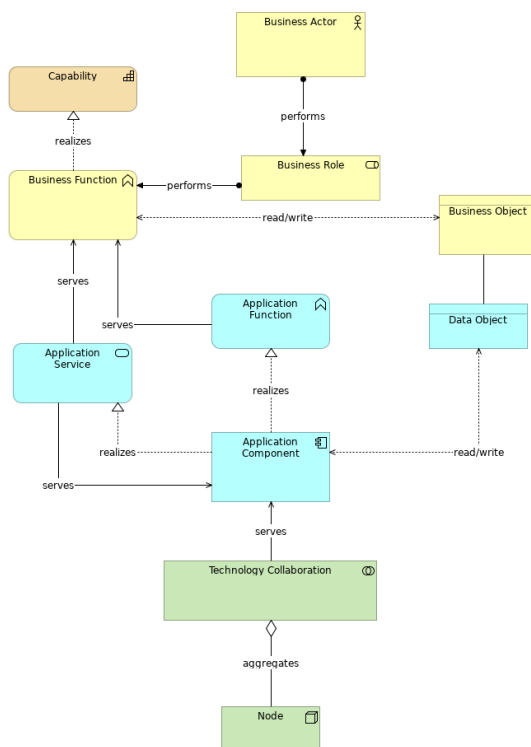 Business Actor
Capability
performs
realizes
Business Role
Business Function
performs
Business Object
read/write
serves
Application
Function
Data Object
serves
Application
Service
realizes
Application
Component
realizes
read/write
serves
serves
Technology Collaboration
aggregates
Node